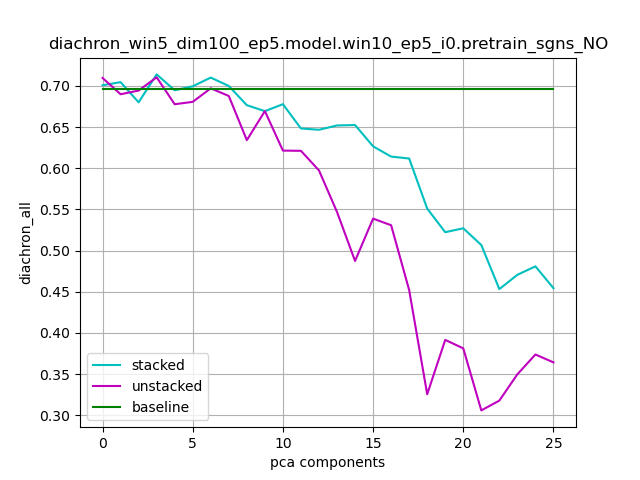 diachron_win5_dim100_ep5.model.win10_ep5_i0.pretrain_sgns_NO
0.70
0.65
0.60
0.55
0.50
0.45
0.40
0.35
0.30
diachron_all
stacked
unstacked
baseline
0 5 10 15 20 25
pca components